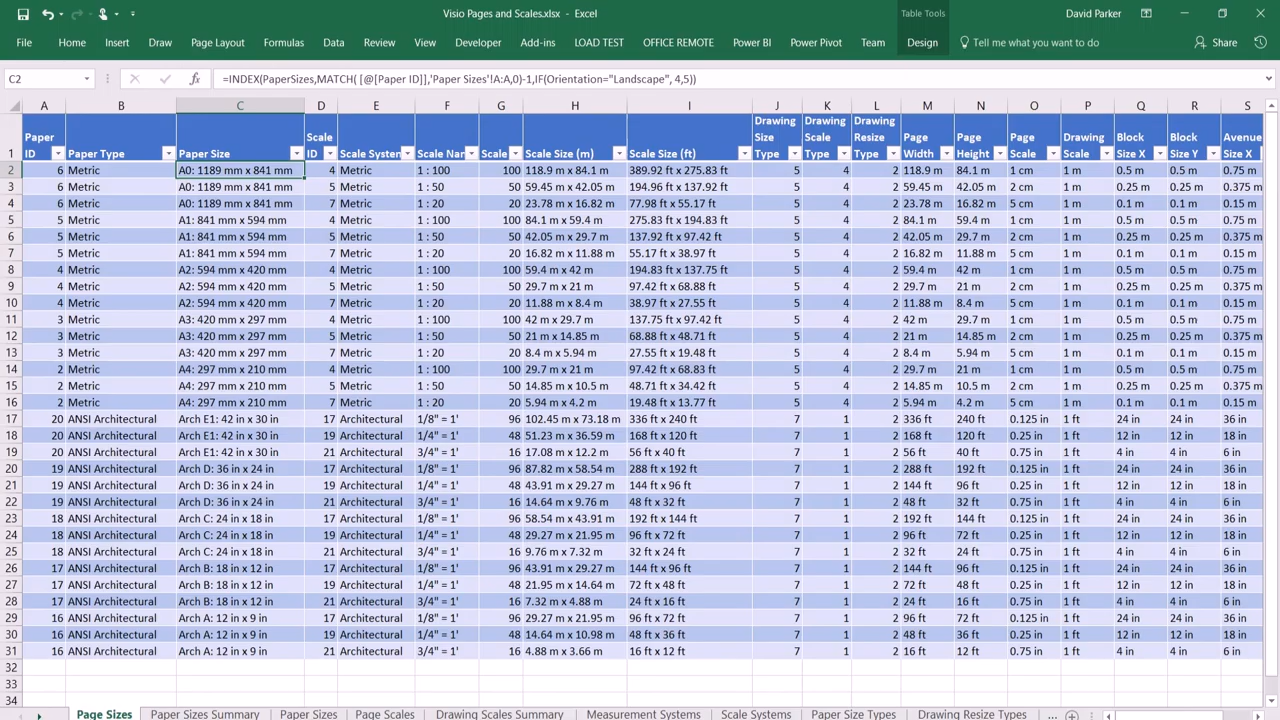 Visio Pages and Scales.xlsx - Excel
Table Tools
David Parker
File Home Insert Draw Page Layout Formulas Data Review View Developer Add-ins LOAD TEST OFFICE REMOTE Power BI Power Pivot Team Design Tell me what you want to do Share
C2 fx =INDEX(PaperSizes,MATCH( [@[Paper ID]],'Paper Sizes'!A:A,0)-1,IF(Orientation="Landscape", 4,5))
A B C D E F G H I J K L M N O P Q R S
1 Paper ID Paper Type Paper Size Scale ID Scale System Scale Nar Scale Scale Size (m) Scale Size (ft) Drawing Size Type Drawing Scale Type Drawing Resize Type Page Width Page Height Page Scale Drawing Scale Block Size X Block Size Y Avenue Size X
2 6 Metric A0: 1189 mm x 841 mm 4 Metric 1 : 100 100 118.9 m x 84.1 m 389.92 ft x 275.83 ft 5 4 2 118.9 m 84.1 m 1 cm 1 m 0.5 m 0.5 m 0.75 m
3 6 Metric A0: 1189 mm x 841 mm 5 Metric 1 : 50 50 59.45 m x 42.05 m 194.96 ft x 137.92 ft 5 4 2 59.45 m 42.05 m 2 cm 1 m 0.25 m 0.25 m 0.375 m
4 6 Metric A0: 1189 mm x 841 mm 7 Metric 1 : 20 20 23.78 m x 16.82 m 77.98 ft x 55.17 ft 5 4 2 23.78 m 16.82 m 5 cm 1 m 0.1 m 0.1 m 0.15 m
5 5 Metric A1: 841 mm x 594 mm 4 Metric 1 : 100 100 84.1 m x 59.4 m 275.83 ft x 194.83 ft 5 4 2 84.1 m 59.4 m 1 cm 1 m 0.5 m 0.5 m 0.75 m
6 5 Metric A1: 841 mm x 594 mm 5 Metric 1 : 50 50 42.05 m x 29.7 m 137.92 ft x 97.42 ft 5 4 2 42.05 m 29.7 m 2 cm 1 m 0.25 m 0.25 m 0.375 m
7 5 Metric A1: 841 mm x 594 mm 7 Metric 1 : 20 20 16.82 m x 11.88 m 55.17 ft x 38.97 ft 5 4 2 16.82 m 11.88 m 5 cm 1 m 0.1 m 0.1 m 0.15 m
8 4 Metric A2: 594 mm x 420 mm 4 Metric 1 : 100 100 59.4 m x 42 m 194.83 ft x 137.75 ft 5 4 2 59.4 m 42 m 1 cm 1 m 0.5 m 0.5 m 0.75 m
9 4 Metric A2: 594 mm x 420 mm 5 Metric 1 : 50 50 29.7 m x 21 m 97.42 ft x 68.88 ft 5 4 2 29.7 m 21 m 2 cm 1 m 0.25 m 0.25 m 0.375 m
10 4 Metric A2: 594 mm x 420 mm 7 Metric 1 : 20 20 11.88 m x 8.4 m 38.97 ft x 27.55 ft 5 4 2 11.88 m 8.4 m 5 cm 1 m 0.1 m 0.1 m 0.15 m
11 3 Metric A3: 420 mm x 297 mm 4 Metric 1 : 100 100 42 m x 29.7 m 137.75 ft x 97.42 ft 5 4 2 42 m 29.7 m 1 cm 1 m 0.5 m 0.5 m 0.75 m
12 3 Metric A3: 420 mm x 297 mm 5 Metric 1 : 50 50 21 m x 14.85 m 68.88 ft x 48.71 ft 5 4 2 21 m 14.85 m 2 cm 1 m 0.25 m 0.25 m 0.375 m
13 3 Metric A3: 420 mm x 297 mm 7 Metric 1 : 20 20 8.4 m x 5.94 m 27.55 ft x 19.48 ft 5 4 2 8.4 m 5.94 m 5 cm 1 m 0.1 m 0.1 m 0.15 m
14 2 Metric A4: 297 mm x 210 mm 4 Metric 1 : 100 100 29.7 m x 21 m 97.42 ft x 68.83 ft 5 4 2 29.7 m 21 m 1 cm 1 m 0.5 m 0.5 m 0.75 m
15 2 Metric A4: 297 mm x 210 mm 5 Metric 1 : 50 50 14.85 m x 10.5 m 48.71 ft x 34.42 ft 5 4 2 14.85 m 10.5 m 2 cm 1 m 0.25 m 0.25 m 0.375 m
16 2 Metric A4: 297 mm x 210 mm 7 Metric 1 : 20 20 5.94 m x 4.2 m 19.48 ft x 13.77 ft 5 4 2 5.94 m 4.2 m 5 cm 1 m 0.1 m 0.1 m 0.15 m
17 20 ANSI Architectural Arch E1: 42 in x 30 in 17 Architectural 1/8" = 1' 96 102.45 m x 73.18 m 336 ft x 240 ft 7 1 2 336 ft 240 ft 0.125 in 1 ft 24 in 24 in 36 in
18 20 ANSI Architectural Arch E1: 42 in x 30 in 19 Architectural 1/4" = 1' 48 51.23 m x 36.59 m 168 ft x 120 ft 7 1 2 168 ft 120 ft 0.25 in 1 ft 12 in 12 in 18 in
19 20 ANSI Architectural Arch E1: 42 in x 30 in 21 Architectural 3/4" = 1' 16 17.08 m x 12.2 m 56 ft x 40 ft 7 1 2 56 ft 40 ft 0.75 in 1 ft 4 in 4 in 6 in
20 19 ANSI Architectural Arch D: 36 in x 24 in 17 Architectural 1/8" = 1' 96 87.82 m x 58.54 m 288 ft x 192 ft 7 1 2 288 ft 192 ft 0.125 in 1 ft 24 in 24 in 36 in
21 19 ANSI Architectural Arch D: 36 in x 24 in 19 Architectural 1/4" = 1' 48 43.91 m x 29.27 m 144 ft x 96 ft 7 1 2 144 ft 96 ft 0.25 in 1 ft 12 in 12 in 18 in
22 19 ANSI Architectural Arch D: 36 in x 24 in 21 Architectural 3/4" = 1' 16 14.64 m x 9.76 m 48 ft x 32 ft 7 1 2 48 ft 32 ft 0.75 in 1 ft 4 in 4 in 6 in
23 18 ANSI Architectural Arch C: 24 in x 18 in 17 Architectural 1/8" = 1' 96 58.54 m x 43.91 m 192 ft x 144 ft 7 1 2 192 ft 144 ft 0.125 in 1 ft 24 in 24 in 36 in
24 18 ANSI Architectural Arch C: 24 in x 18 in 19 Architectural 1/4" = 1' 48 29.27 m x 21.95 m 96 ft x 72 ft 7 1 2 96 ft 72 ft 0.25 in 1 ft 12 in 12 in 18 in
25 18 ANSI Architectural Arch C: 24 in x 18 in 21 Architectural 3/4" = 1' 16 9.76 m x 7.32 m 32 ft x 24 ft 7 1 2 32 ft 24 ft 0.75 in 1 ft 4 in 4 in 6 in
26 17 ANSI Architectural Arch B: 18 in x 12 in 17 Architectural 1/8" = 1' 96 43.91 m x 29.27 m 144 ft x 96 ft 7 1 2 144 ft 96 ft 0.125 in 1 ft 24 in 24 in 36 in
27 17 ANSI Architectural Arch B: 18 in x 12 in 19 Architectural 1/4" = 1' 48 21.95 m x 14.64 m 72 ft x 48 ft 7 1 2 72 ft 48 ft 0.25 in 1 ft 12 in 12 in 18 in
28 17 ANSI Architectural Arch B: 18 in x 12 in 21 Architectural 3/4" = 1' 16 7.32 m x 4.88 m 24 ft x 16 ft 7 1 2 24 ft 16 ft 0.75 in 1 ft 4 in 4 in 6 in
29 16 ANSI Architectural Arch A: 12 in x 9 in 17 Architectural 1/8" = 1' 96 29.27 m x 21.95 m 96 ft x 72 ft 7 1 2 96 ft 72 ft 0.125 in 1 ft 24 in 24 in 36 in
30 16 ANSI Architectural Arch A: 12 in x 9 in 19 Architectural 1/4" = 1' 48 14.64 m x 10.98 m 48 ft x 36 ft 7 1 2 48 ft 36 ft 0.25 in 1 ft 12 in 12 in 18 in
31 16 ANSI Architectural Arch A: 12 in x 9 in 21 Architectural 3/4" = 1' 16 4.88 m x 3.66 m 16 ft x 12 ft 7 1 2 16 ft 12 ft 0.75 in 1 ft 4 in 4 in 6 in
32
33
34
Page Sizes Paper Sizes Summary Paper Sizes Page Scales Drawing Scales Summary Measurement Systems Scale Systems Paper Size Types Drawing Resize Types ...